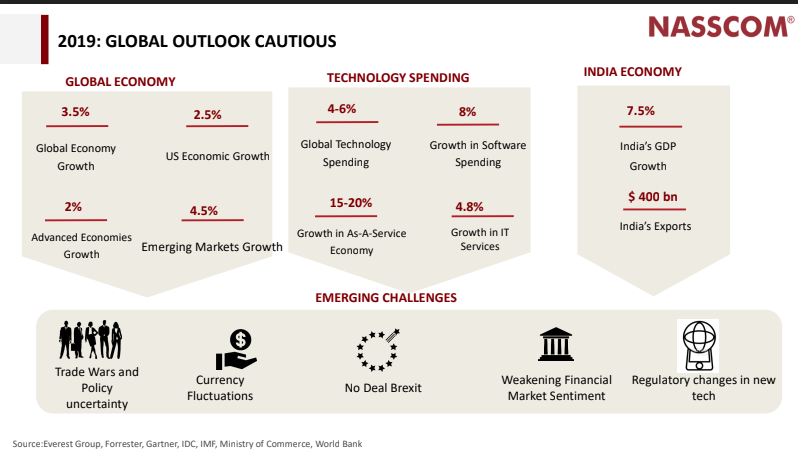 NASSCOM®
2019: GLOBAL OUTLOOK CAUTIOUS
GLOBAL ECONOMY
3.5%
Global Economy
Growth
2.5%
US Economic Growth
2%
Advanced Economies
Growth
4.5%
Emerging Markets Growth
TECHNOLOGY SPENDING
4-6%
Global Technology
Spending
8%
Growth in Software
Spending
15-20%
Growth in As-A-Service
Economy
4.8%
Growth in IT
Services
INDIA ECONOMY
7.5%
India's GDP
Growth
$ 400 bn
India's Exports
EMERGING CHALLENGES
Trade Wars and
Policy
uncertainty
Currency
Fluctuations
No Deal Brexit
Weakening Financial
Market Sentiment
Regulatory changes in new
tech
Source:Everest Group, Forrester, Gartner, IDC, IMF, Ministry of Commerce, World Bank